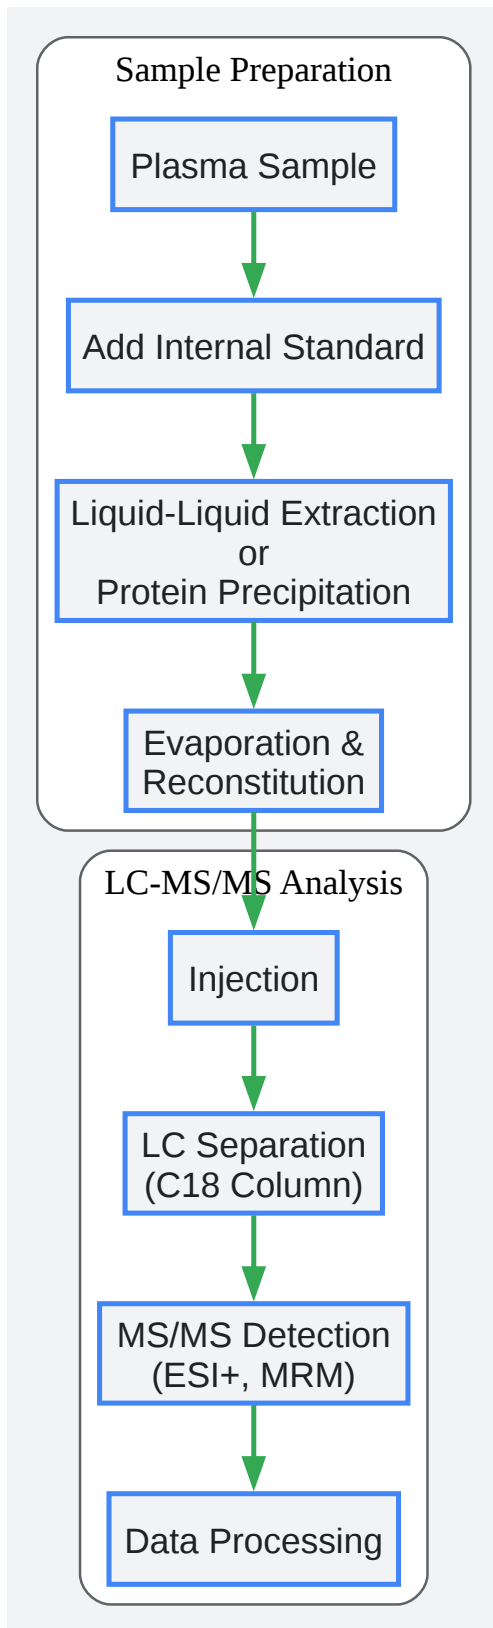 Sample Preparation
Plasma Sample
Add Internal Standard
Liquid-Liquid Extraction
or
Protein Precipitation
Evaporation &
Reconstitution
LC-MS/MS Analysis
Injection
LC Separation
(C18 Column)
MS/MS Detection
(ESI+, MRM)
Data Processing